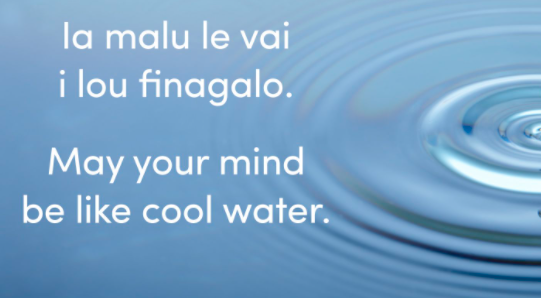 Ia malu le vai
i lou finagalo.
May your mind
be like cool water.